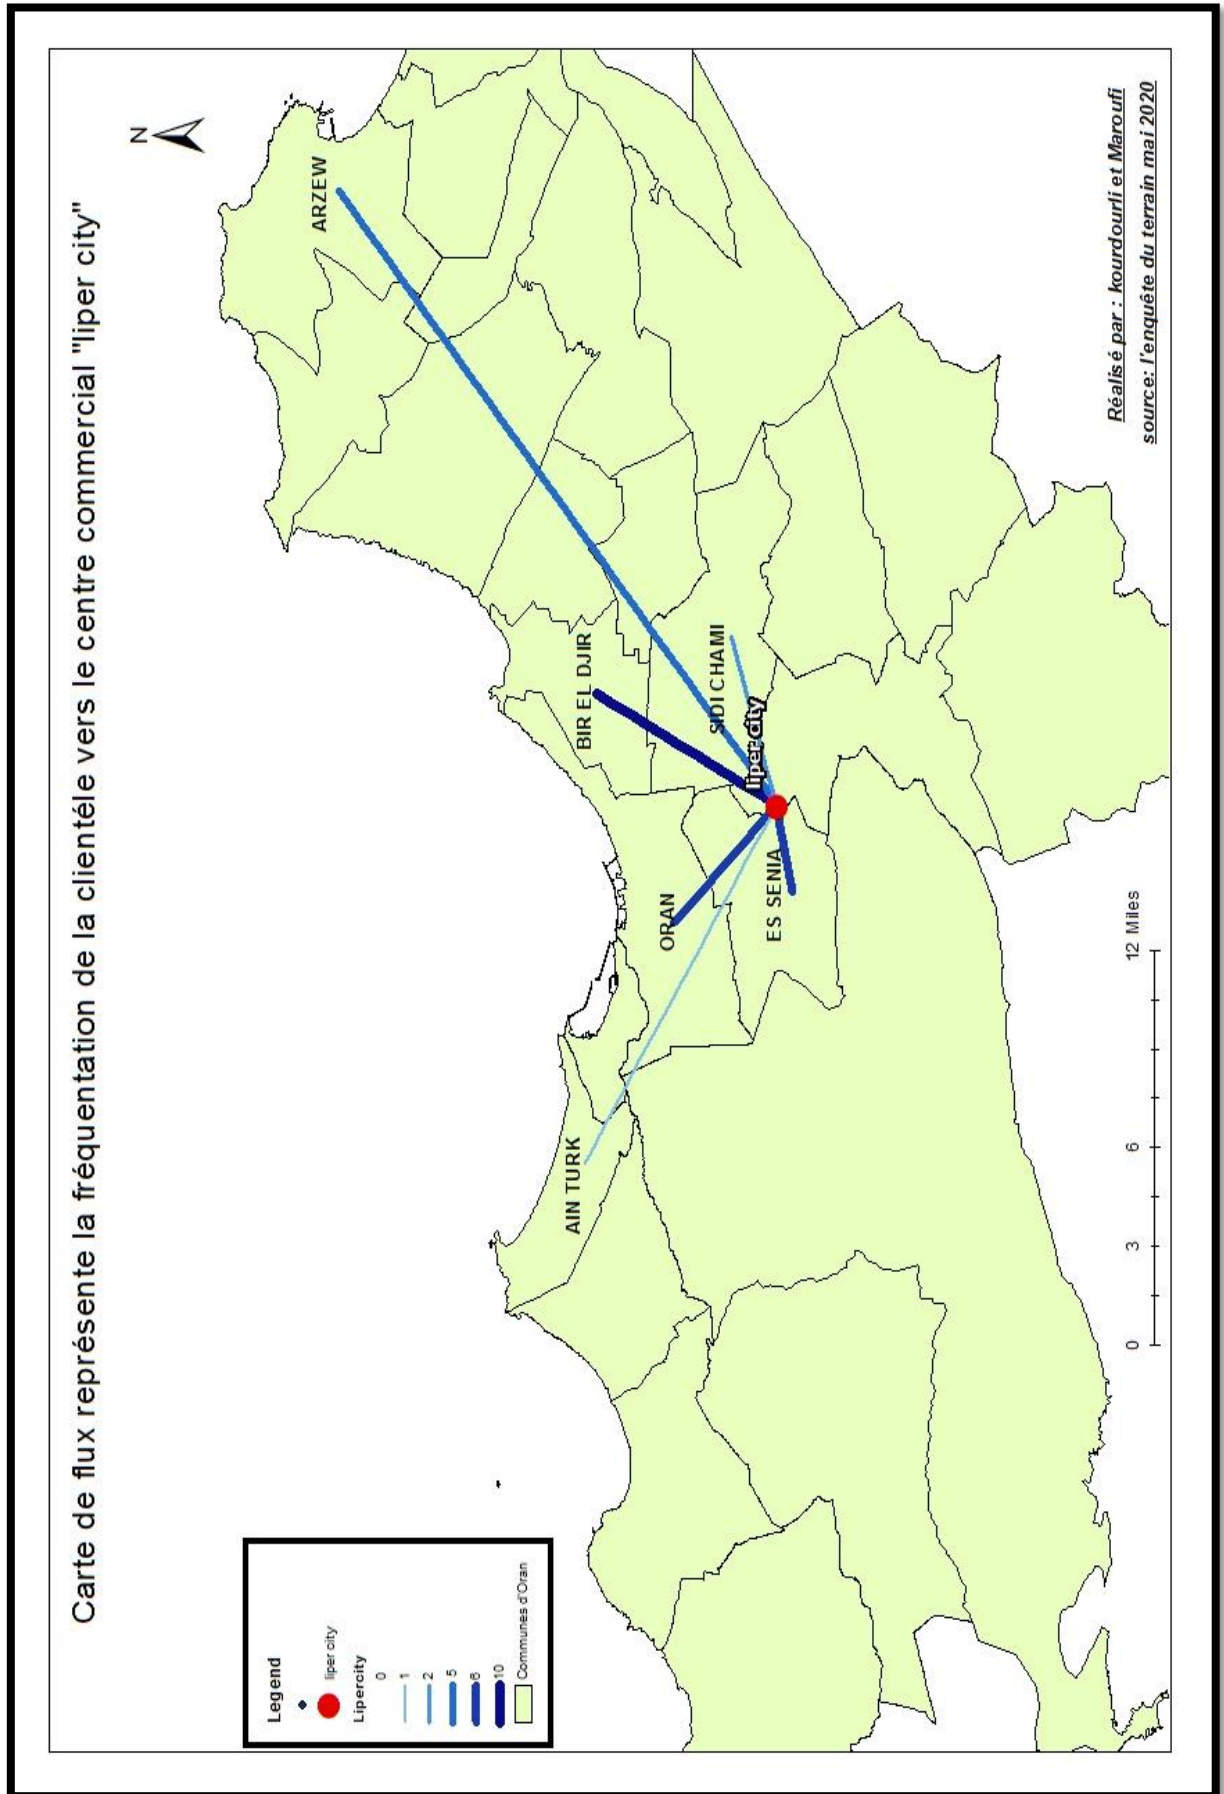 Carte de flux représente la fréquentation de la clientéle vers le centre commercial "liper city"
N
ARZEW
BIR EL DJIR
SIDI CHAMI
liper city
ORAN
ES SENIA
AIN TURK
Legend
liper city
Lipercity
0
1
2
5
6
10
Communes d'Oran
0 3 6 12 Miles
Réalisé par : kourdourli et Maroufi
source: l'enquête du terrain mai 2020